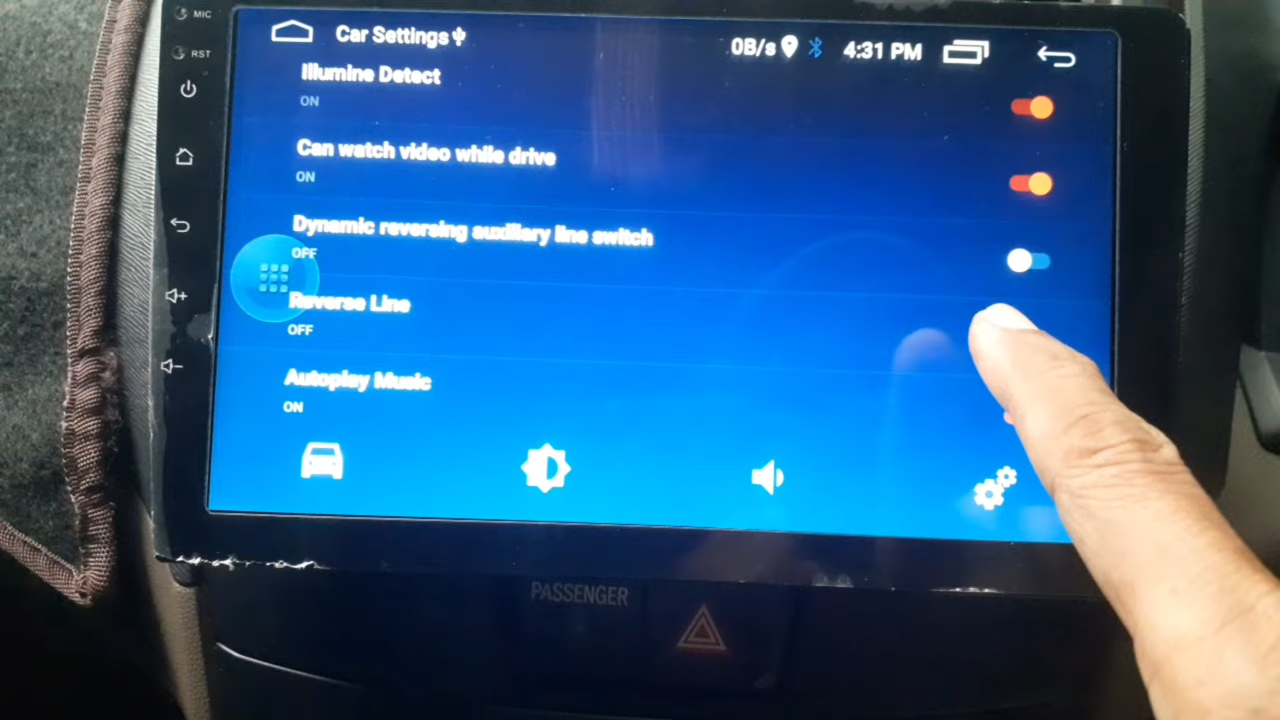 MIC
RST
Car Settings
0B/s
4:31 PM
Illumine Detect
ON
Can watch video while drive
ON
Dynamic reversing auxiliary line switch
OFF
Reverse Line
OFF
Autoplay Music
ON
PASSENGER